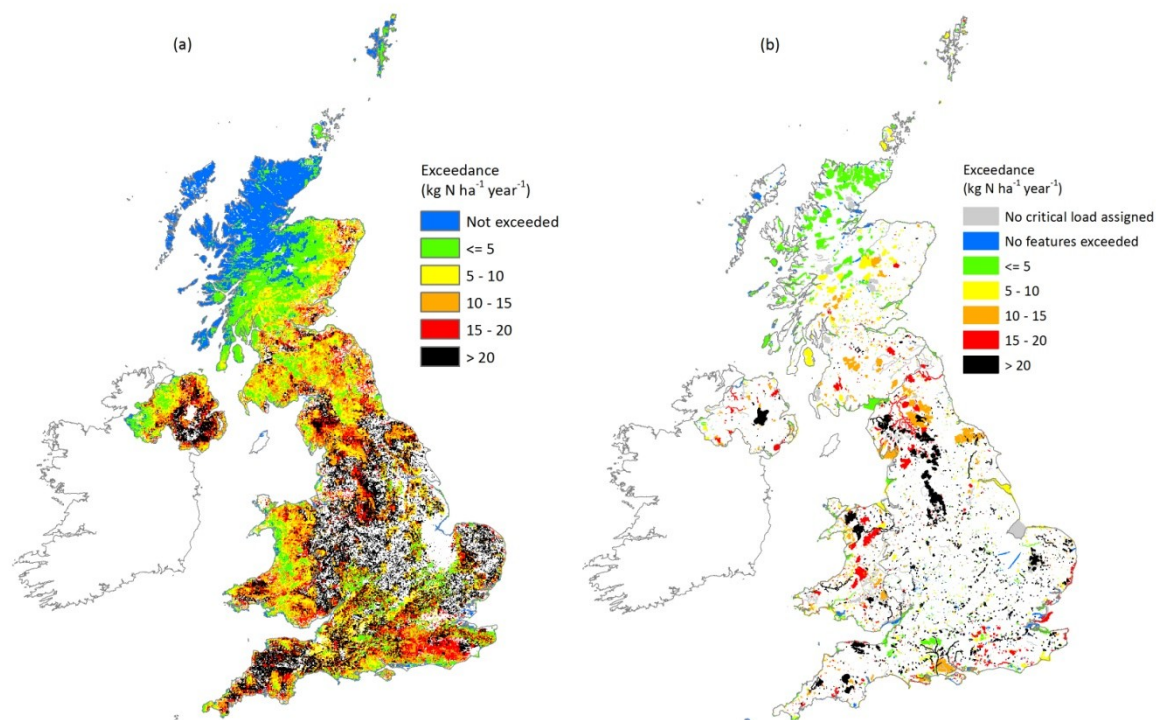 (a)
Exceedance
(kg N ha⁻¹ year⁻¹)
Not exceeded
<= 5
5 - 10
10 - 15
15 - 20
> 20
(b)
Exceedance
(kg N ha⁻¹ year⁻¹)
No critical load assigned
No features exceeded
<= 5
5 - 10
10 - 15
15 - 20
> 20